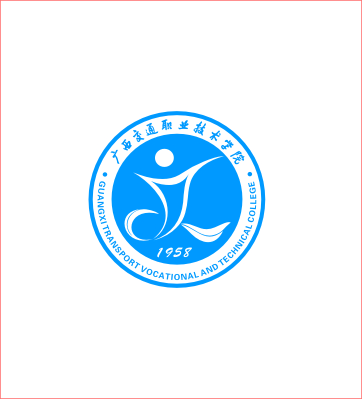 广西交通职业技术学院
GUANGXI TRANSPORT VOCATIONAL AND TECHNICAL COLLEGE
1958